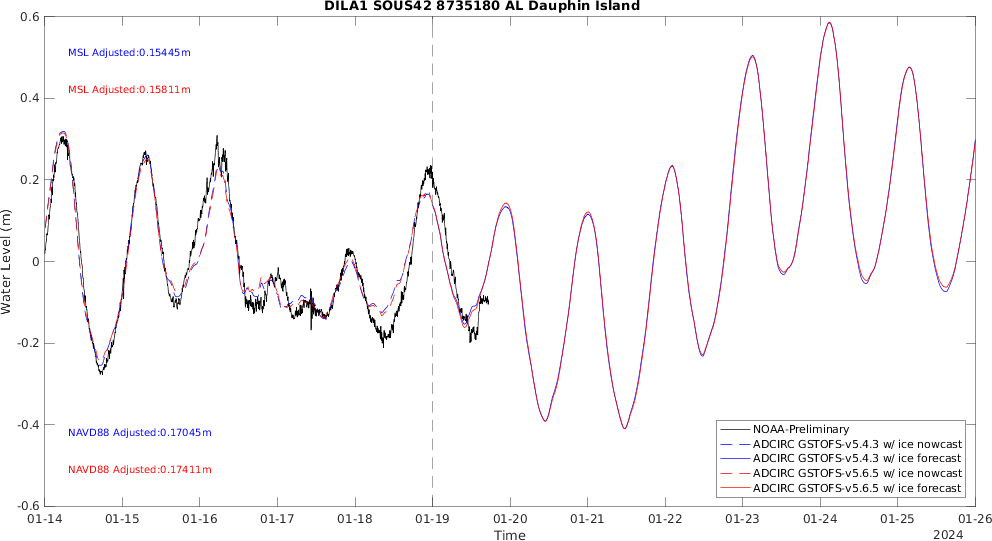 DILA1 SOUS42 8735180 AL Dauphin Island
0.6
MSL Adjusted:0.15445m
MSL Adjusted:0.15811m
0.4
0.2
0
-0.2
-0.4
-0.6
Water Level (m)
NAVD88 Adjusted:0.17045m
NAVD88 Adjusted:0.17411m
NOAA-Preliminary
ADCIRC GSTOFS-v5.4.3 w/ ice nowcast
ADCIRC GSTOFS-v5.4.3 w/ ice forecast
ADCIRC GSTOFS-v5.6.5 w/ ice nowcast
ADCIRC GSTOFS-v5.6.5 w/ ice forecast
01-14 01-15 01-16 01-17 01-18 01-19 01-20 01-21 01-22 01-23 01-24 01-25 01-26
Time
2024